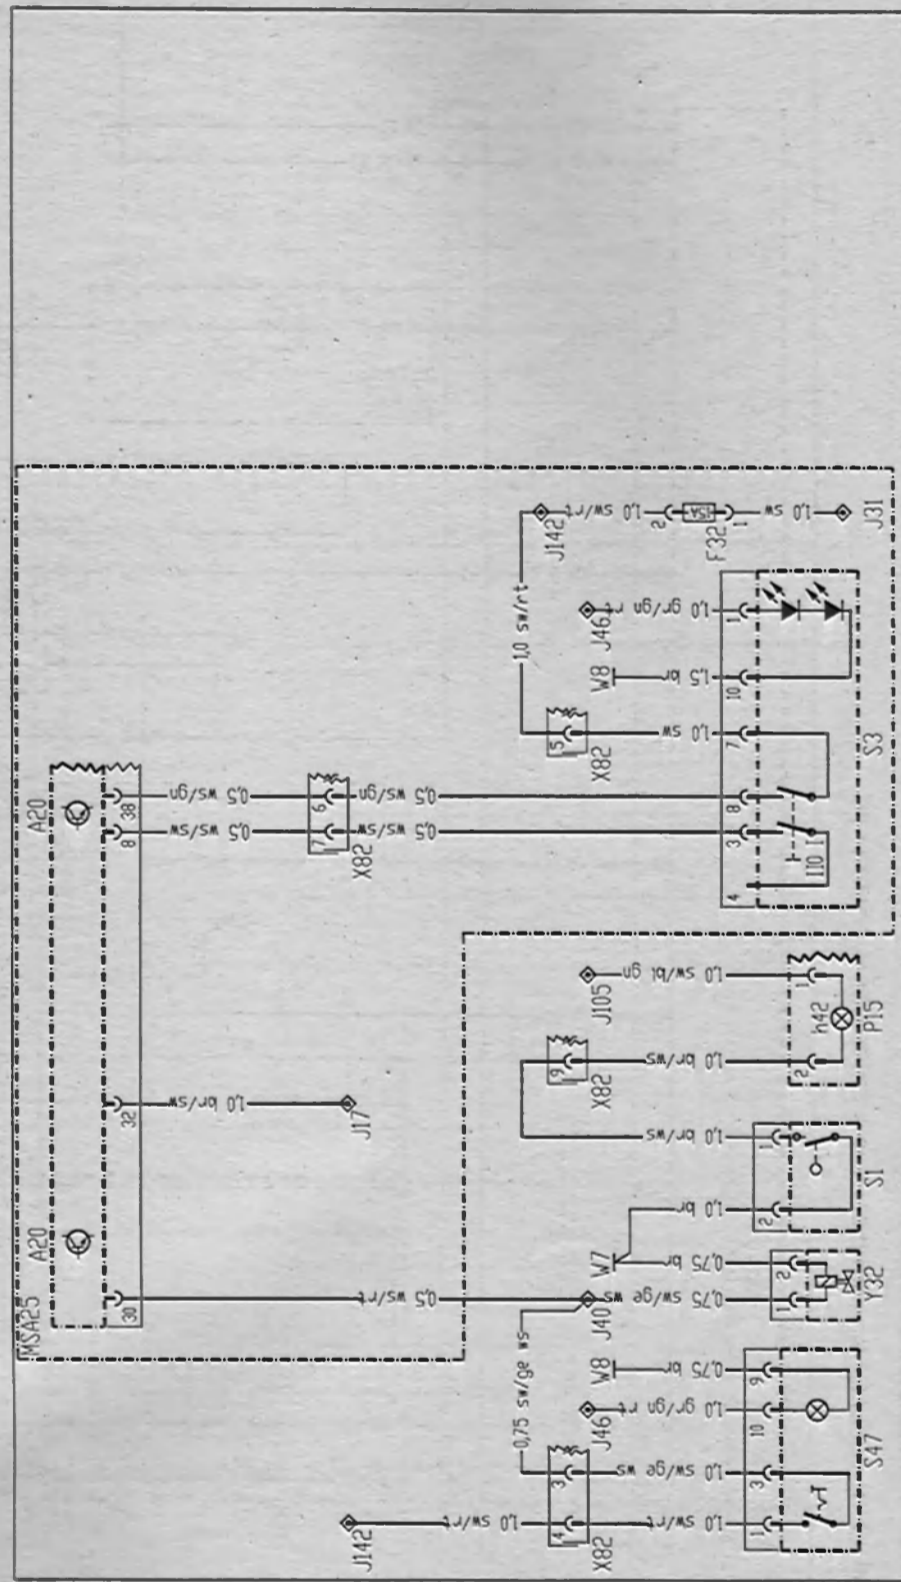 MSA25
A20
A20
30
32
8
38
0,5 ws/rt
1,0 br/sw
0,5 ws/sw
0,5 ws/gn
J17
7
6
X82
0,5 ws/sw
0,5 ws/gn
J142
1,0 sw/rt
4
3
X82
0,75 sw/ge ws
1,0 sw/rt
1,0 sw/ge ws
J46
1,0 gr/gn rt
W8
0,75 br
1
3
10
9
S47
J40
0,75 sw/ge ws
W7
0,75 br
1,0 br
1
2
Y32
2
1
S1
1,0 br/ws
9
X82
1,0 br/ws
J105
1,0 sw/bl gn
2
1
h42
P15
4
3
8
7
10
1
I10 I
S3
5
X82
1,0 sw
1,0 sw/rt
W8
1,5 br
J46
1,0 gr/gn rt
J142
1,0 sw/rt
2
15A
1
F32
1,0 sw
J31